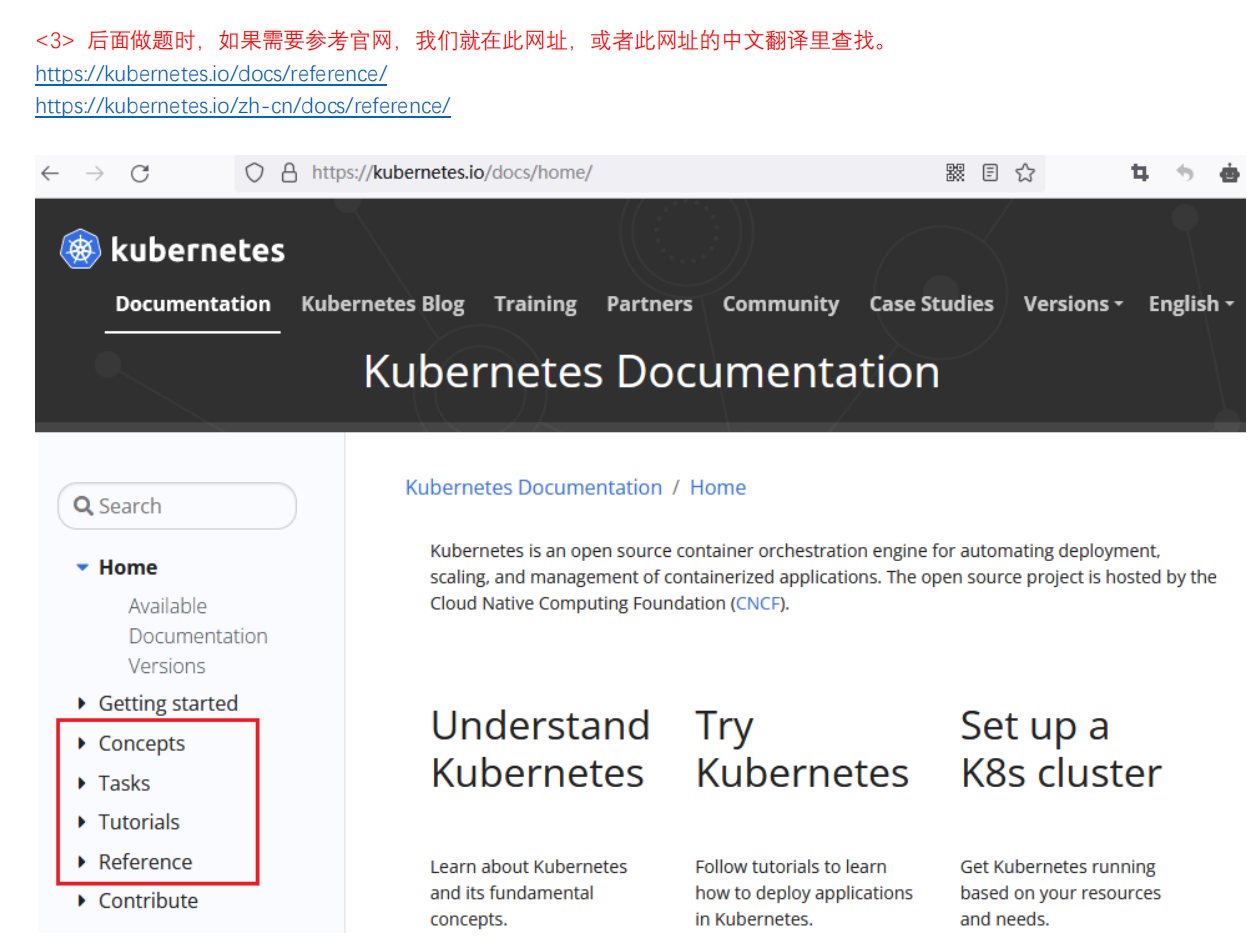 <3> 后面做题时，如果需要参考官网，我们就在此网址，或者此网址的中文翻译里查找。
https://kubernetes.io/docs/reference/
https://kubernetes.io/zh-cn/docs/reference/
https://kubernetes.io/docs/home/
kubernetes
Documentation Kubernetes Blog Training Partners Community Case Studies Versions English
Kubernetes Documentation
Search
Home
Available
Documentation
Versions
Getting started
Concepts
Tasks
Tutorials
Reference
Contribute
Kubernetes Documentation / Home
Kubernetes is an open source container orchestration engine for automating deployment,
scaling, and management of containerized applications. The open source project is hosted by the
Cloud Native Computing Foundation (CNCF).
Understand
Kubernetes
Learn about Kubernetes
and its fundamental
concepts.
Try
Kubernetes
Follow tutorials to learn
how to deploy applications
in Kubernetes.
Set up a
K8s cluster
Get Kubernetes running
based on your resources
and needs.